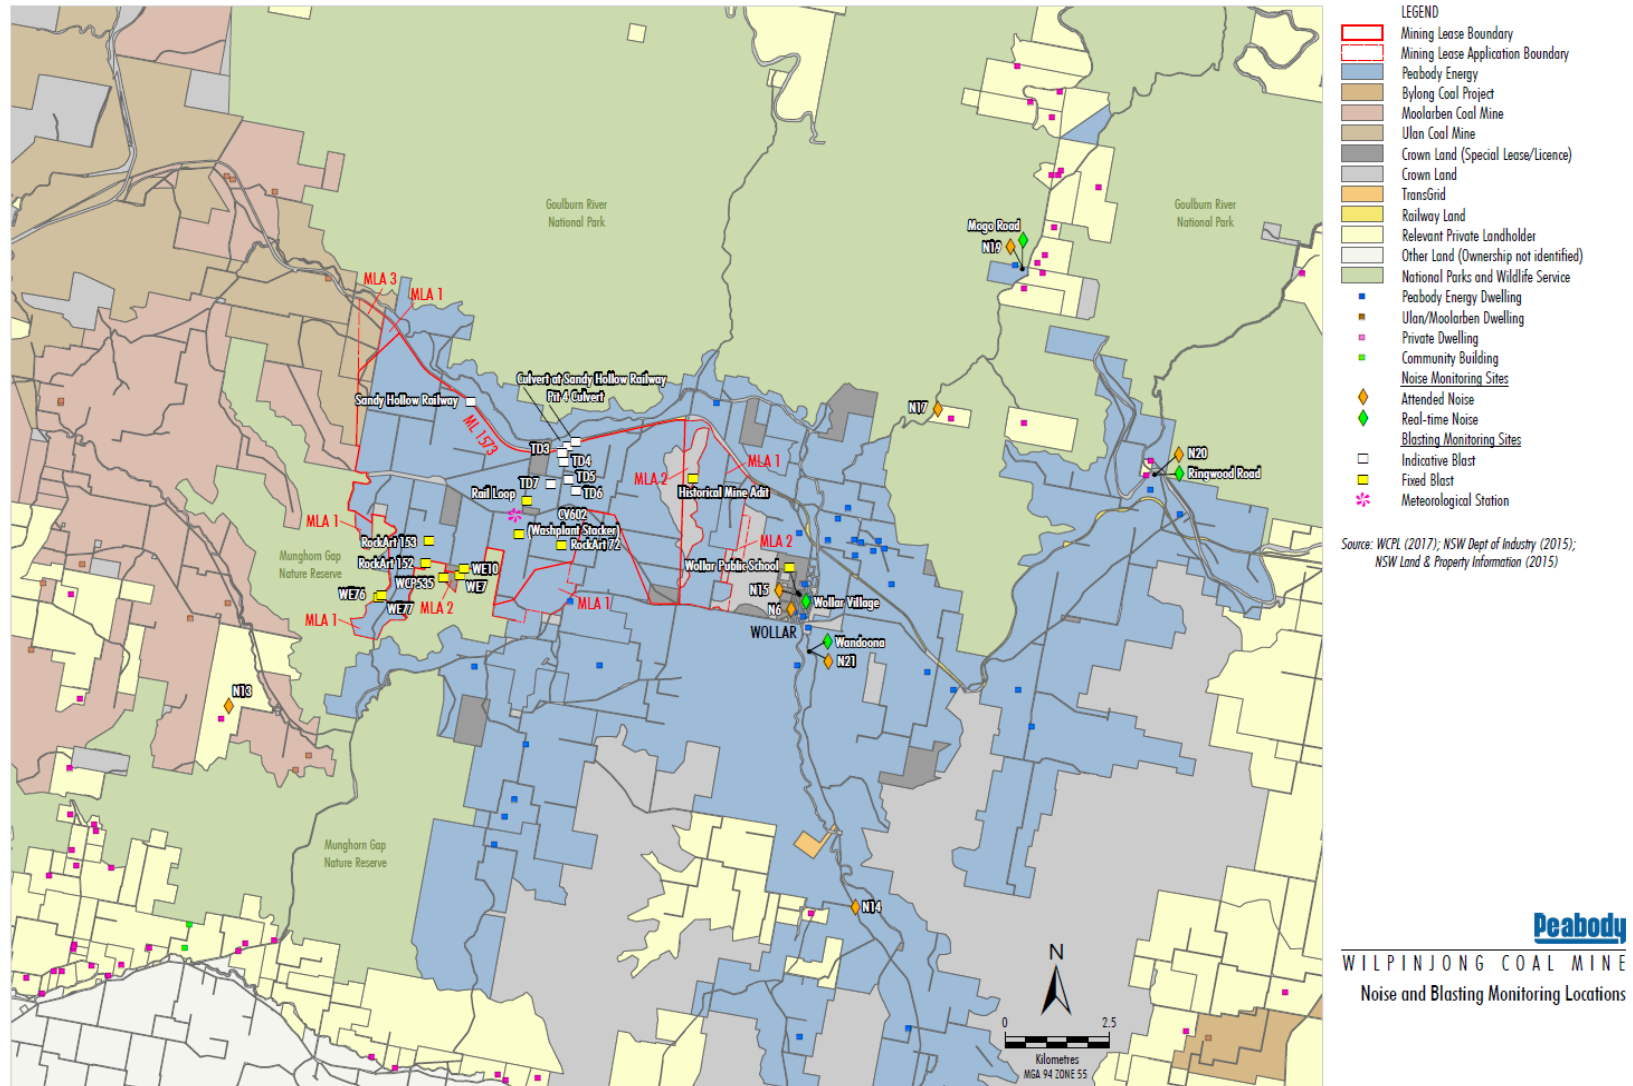 LEGEND
Mining Lease Boundary
Mining Lease Application Boundary
Peabody Energy
Bylong Coal Project
Moolarben Coal Mine
Ulan Coal Mine
Crown Land (Special Lease/Licence)
Crown Land
TransGrid
Railway Land
Relevant Private Landholder
Other Land (Ownership not identified)
National Parks and Wildlife Service
Peabody Energy Dwelling
Ulan/Moolarben Dwelling
Private Dwelling
Community Building
Noise Monitoring Sites
Attended Noise
Real-time Noise
Blasting Monitoring Sites
Indicative Blast
Fixed Blast
Meteorological Station
Source: WCPL (2017); NSW Dept of Industry (2015);
NSW Land & Property Information (2015)
Goulburn River
National Park
Goulburn River
National Park
Mogo Road
N19
MLA 3
MLA 1
Culvert at Sandy Hollow Railway
Pit 4 Culvert
Sandy Hollow Railway
ML 1573
N17
TD3
TD4
TD5
TD7
TD6
Rail Loop
MLA 2
MLA 1
Historical Mine Adit
N20
Ringwood Road
CV602
(Washplant Stacker)
MLA 1
RockArt 153
RockArt 72
MLA 2
Munghorn Gap
Nature Reserve
RockArt 152
WE10
WCP535
WE7
Wollar Public School
WE76
WE77
MLA 2
MLA 1
MLA 1
N15
N6
Wollar Village
WOLLAR
Wandoona
N21
N13
Munghorn Gap
Nature Reserve
N14
N
0 2.5
Kilometres
MGA 94 ZONE 55
Peabody
WILPINJONG COAL MINE
Noise and Blasting Monitoring Locations